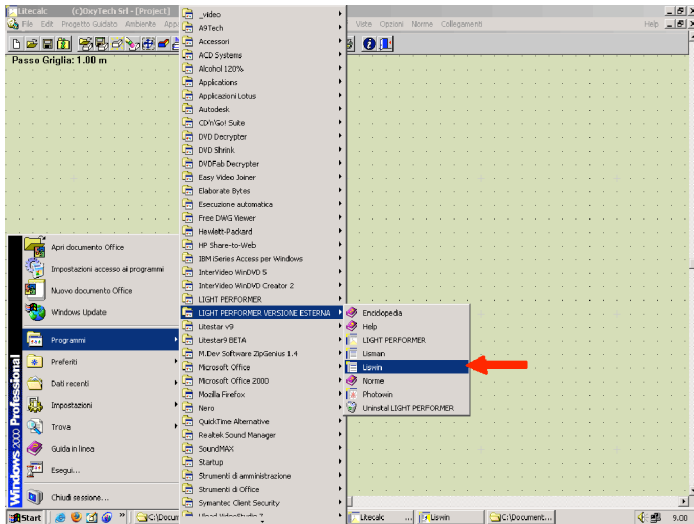 Litecalc (c)OxyTech Srl - [Project]
File Edit Progetto Guidato Ambiente
Viste Opzioni Norme Collegamenti Help
Passo Griglia: 1.00 m
_video
A9Tech
Accessori
ACD Systems
Alcohol 120%
Applications
Applicazioni Lotus
Autodesk
CD'n'Go! Suite
DVD Decrypter
DVD Shrink
DVDFab Decrypter
Easy Video Joiner
Elaborate Bytes
Esecuzione automatica
Free DWG Viewer
Hewlett-Packard
HP Share-to-Web
IBM iSeries Access per Windows
InterVideo WinDVD 5
InterVideo WinDVD Creator 2
LIGHT PERFORMER
LIGHT PERFORMER VERSIONE ESTERNA
Litestar v9
Litestar9 BETA
M.Dev Software ZipGenius 1.4
Microsoft Office
Microsoft Office 2000
Mozilla Firefox
Nero
QuickTime Alternative
Realtek Sound Manager
SoundMAX
Startup
Strumenti di amministrazione
Strumenti di Office
Symantec Client Security
Enciclopedia
Help
LIGHT PERFORMER
Lisman
Liswin
Norme
Photowin
Uninstal LIGHT PERFORMER
Apri documento Office
Impostazioni accesso ai programmi
Nuovo documento Office
Windows Update
Programmi
Preferiti
Dati recenti
Impostazioni
Trova
Guida in linea
Esegui...
Chiudi sessione...
Windows 2000 Professional
Start
C:\Docum
Litecalc ...
Liswin
C:\Document...
9.00